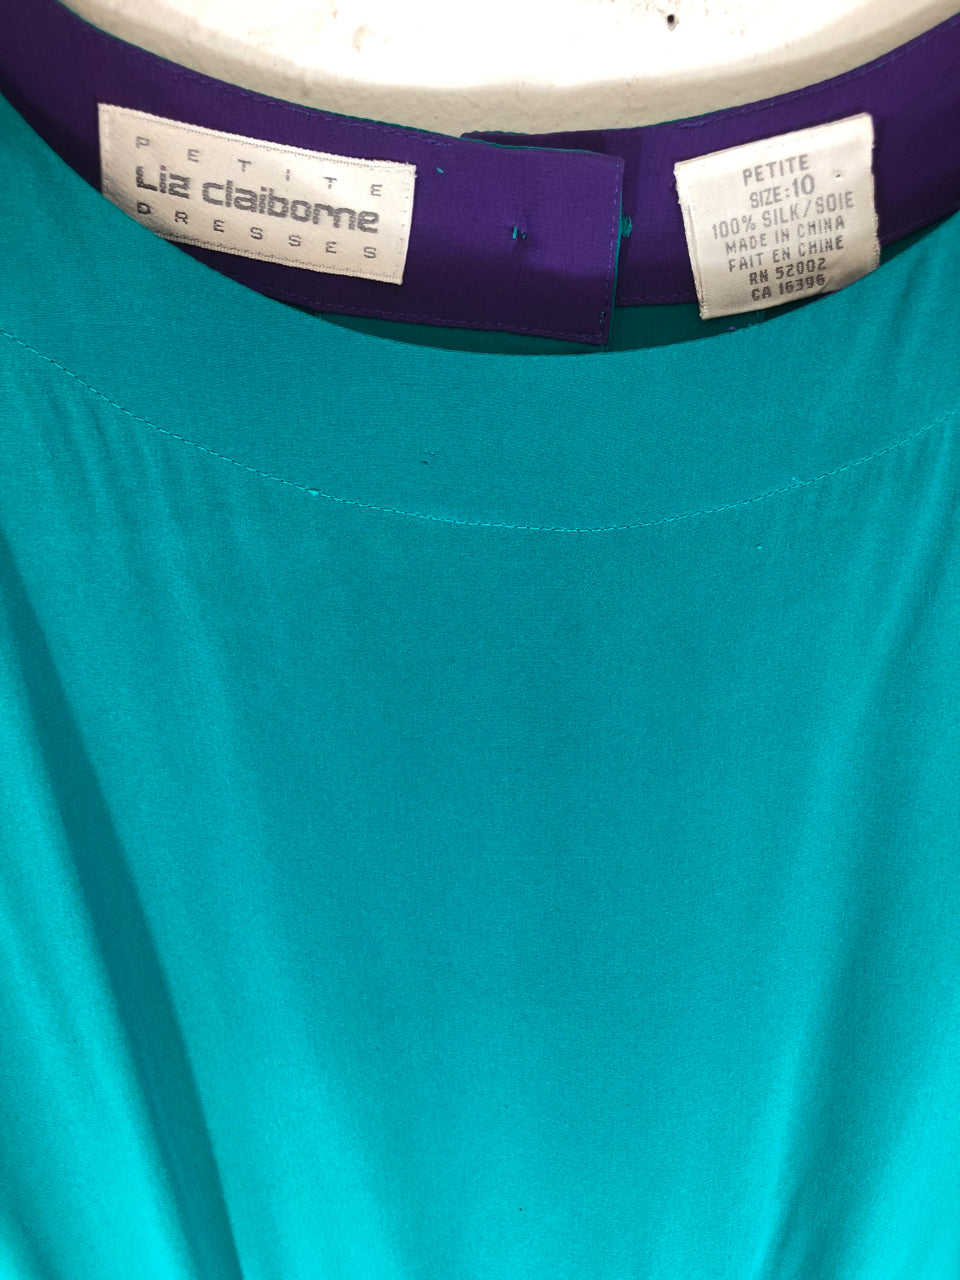 PETITE
Liz claiborne
DRESSES
PETITE
SIZE: 10
100% SILK/SOIE
MADE IN CHINA
FAIT EN CHINE
RN 52002
CA 16396